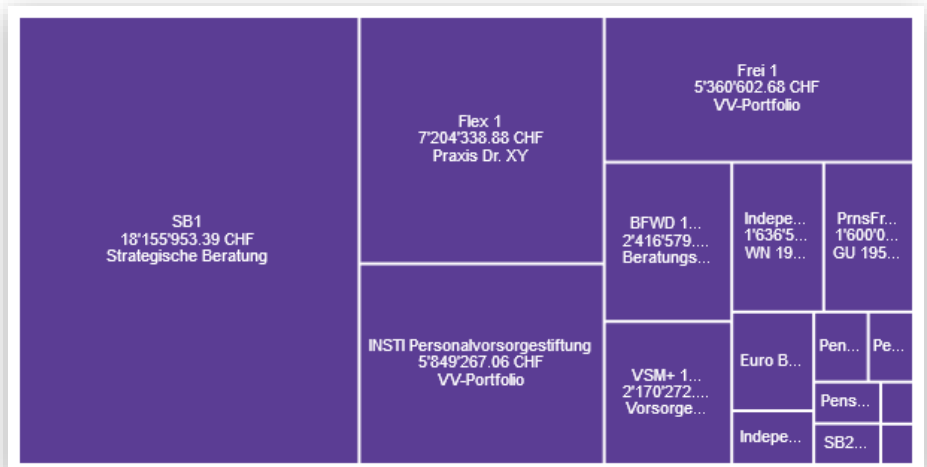 SB1
18'155'953.39 CHF
Strategische Beratung
Flex 1
7'204'338.88 CHF
Praxis Dr. XY
INSTI Personalvorsorgestiftung
5'849'267.06 CHF
VV-Portfolio
Frei 1
5'360'602.68 CHF
VV-Portfolio
BFWD 1...
2'416'579....
Beratungs...
VSM+ 1...
2'170'272....
Vorsorge...
Indepe...
1'636'5...
WN 19...
PrnsFr...
1'600'0...
GU 195...
Euro B...
Indepe...
Pen...
Pe...
Pens...
SB2...